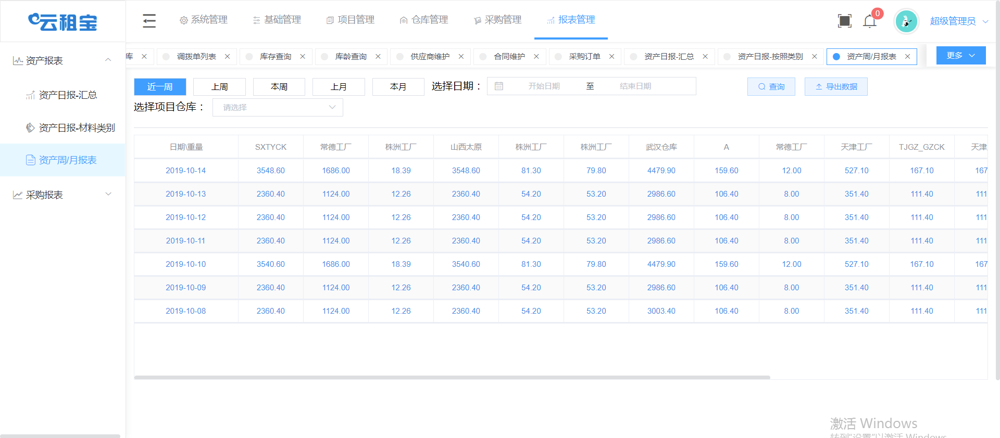 云租宝
系统管理 基础管理 项目管理 仓库管理 采购管理 报表管理 0 超级管理员
库 调拨单列表 库存查询 库龄查询 供应商维护 合同维护 采购订单 资产日报-汇总 资产日报-按照类别 资产周/月报表 更多
资产报表
资产日报-汇总
资产日报-材料类别
资产周/月报表
采购报表
近一周 上周 本周 上月 本月 选择日期： 开始日期 至 结束日期 查询 导出数据
选择项目仓库： 请选择
日期\重量 SXTYCK 常德工厂 株洲工厂 山西太原 株洲工厂 株洲工厂 武汉仓库 A 常德工厂 天津工厂 TJGZ_GZCK 天津
2019-10-14 3548.60 1686.00 18.39 3548.60 81.30 79.80 4479.90 159.60 12.00 527.10 167.10 167
2019-10-13 2360.40 1124.00 12.26 2360.40 54.20 53.20 2986.60 106.40 8.00 351.40 111.40 111
2019-10-12 2360.40 1124.00 12.26 2360.40 54.20 53.20 2986.60 106.40 8.00 351.40 111.40 111
2019-10-11 2360.40 1124.00 12.26 2360.40 54.20 53.20 2986.60 106.40 8.00 351.40 111.40 111
2019-10-10 3540.60 1686.00 18.39 3540.60 81.30 79.80 4479.90 159.60 12.00 527.10 167.10 167
2019-10-09 2360.40 1124.00 12.26 2360.40 54.20 53.20 2986.60 106.40 8.00 351.40 111.40 111
2019-10-08 2360.40 1124.00 12.26 2360.40 54.20 53.20 3003.40 106.40 8.00 351.40 111.40 111
激活 Windows
转到“设置”以激活 Windows